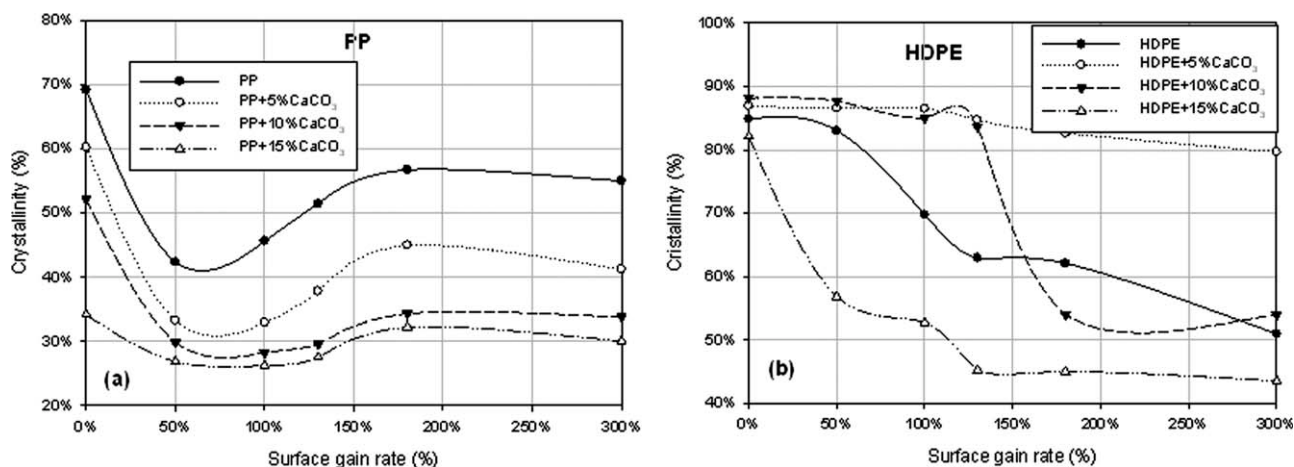 PP
PP
PP+5%CaCO₃
PP+10%CaCO₃
PP+15%CaCO₃
(a)
Crystallinity (%)
80%
70%
60%
50%
40%
30%
20%
0%
50%
100%
150%
200%
250%
300%
Surface gain rate (%)
HDPE
HDPE
HDPE+5%CaCO₃
HDPE+10%CaCO₃
HDPE+15%CaCO₃
(b)
Cristallinity (%)
100%
90%
80%
70%
60%
50%
40%
0%
50%
100%
150%
200%
250%
300%
Surface gain rate (%)